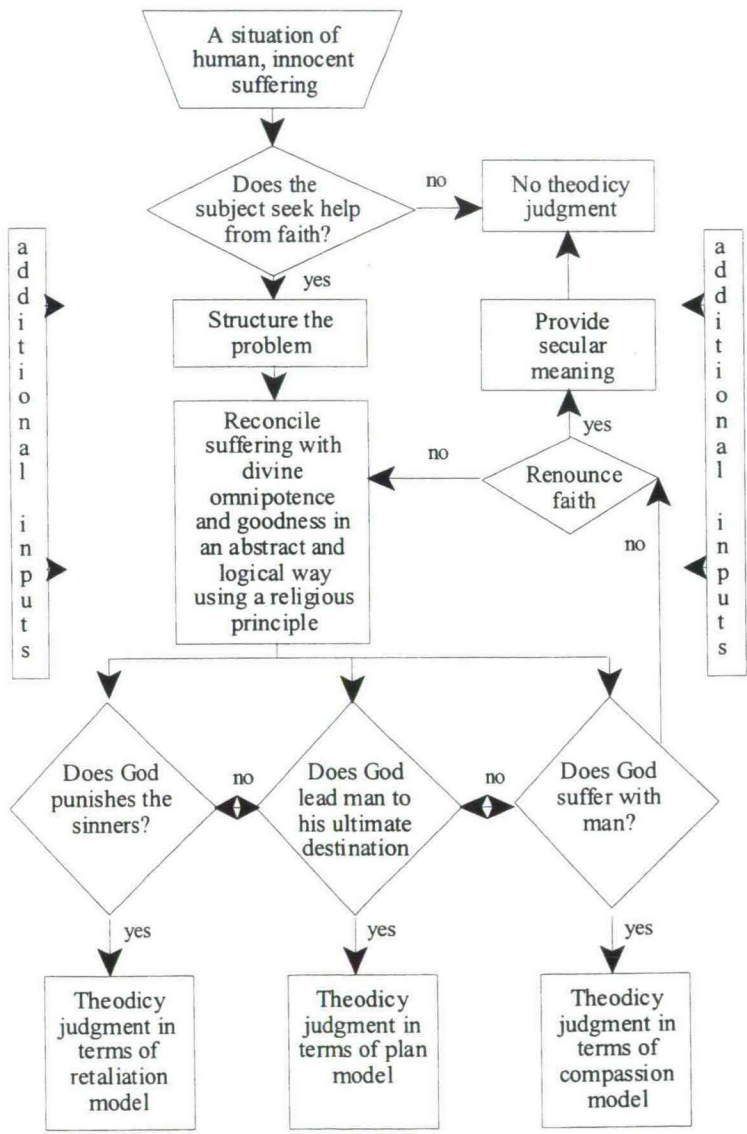 A situation of
human, innocent
suffering
Does the
subject seek help
from faith?
no
No theodicy
judgment
yes
Structure the
problem
Provide
secular
meaning
additional inputs
additional inputs
Reconcile
suffering with
divine
omnipotence
and goodness in
an abstract and
logical way
using a religious
principle
no
yes
Renounce
faith
no
Does God
punishes the
sinners?
no
Does God
lead man to
his ultimate
destination
no
Does God
suffer with
man?
yes
yes
yes
Theodicy
judgment in
terms of
retaliation
model
Theodicy
judgment in
terms of plan
model
Theodicy
judgment in
terms of
compassion
model